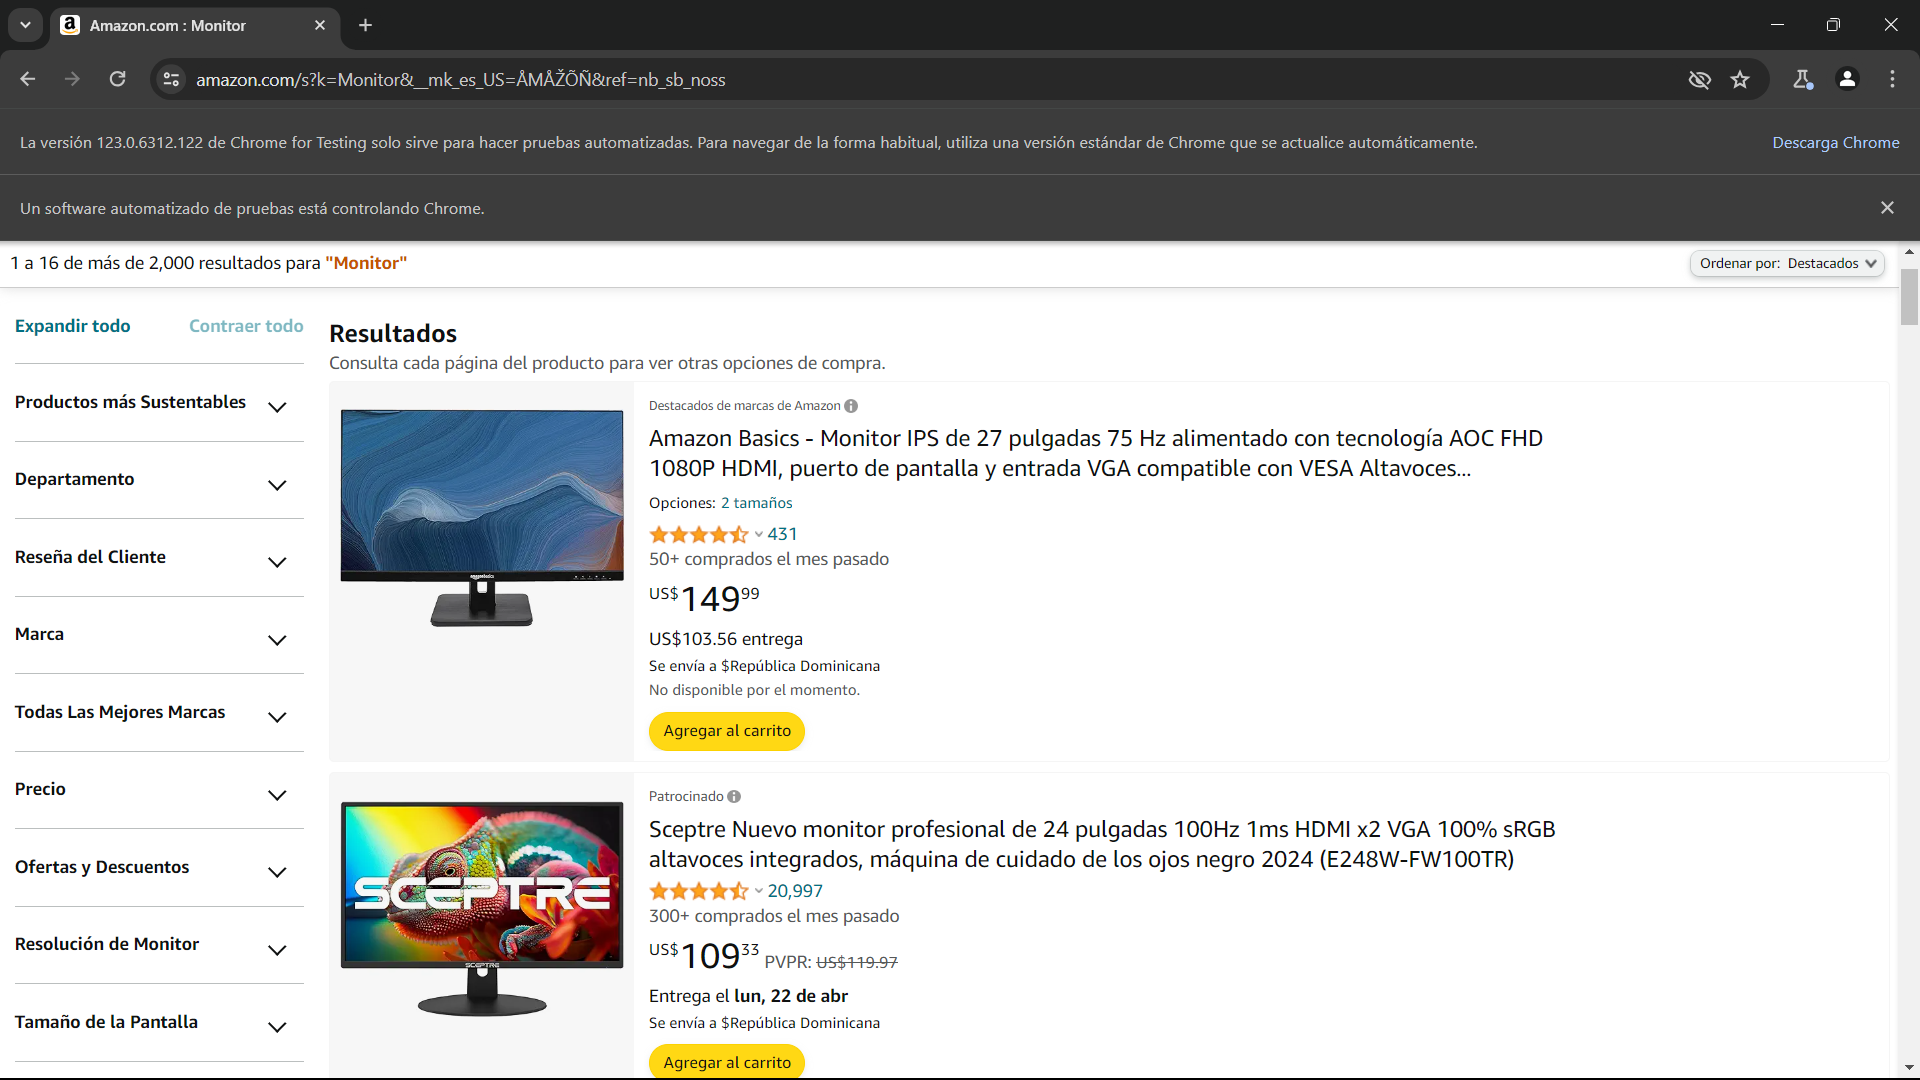 Amazon.com : Monitor
amazon.com/s?k=Monitor&__mk_es_US=ÅMÅŽÕÑ&ref=nb_sb_noss
La versión 123.0.6312.122 de Chrome for Testing solo sirve para hacer pruebas automatizadas. Para navegar de la forma habitual, utiliza una versión estándar de Chrome que se actualice automáticamente.
Descarga Chrome
Un software automatizado de pruebas está controlando Chrome.
1 a 16 de más de 2,000 resultados para "Monitor"
Ordenar por: Destacados
Expandir todo
Contraer todo
Productos más Sustentables
Departamento
Reseña del Cliente
Marca
Todas Las Mejores Marcas
Precio
Ofertas y Descuentos
Resolución de Monitor
Tamaño de la Pantalla
Resultados
Consulta cada página del producto para ver otras opciones de compra.
amazonbasics
Destacados de marcas de Amazon
Amazon Basics - Monitor IPS de 27 pulgadas 75 Hz alimentado con tecnología AOC FHD
1080P HDMI, puerto de pantalla y entrada VGA compatible con VESA Altavoces...
Opciones: 2 tamaños
431
50+ comprados el mes pasado
US$14999
US$103.56 entrega
Se envía a $República Dominicana
No disponible por el momento.
Agregar al carrito
SCEPTRE
SCEPTRE
Patrocinado
Sceptre Nuevo monitor profesional de 24 pulgadas 100Hz 1ms HDMI x2 VGA 100% sRGB
altavoces integrados, máquina de cuidado de los ojos negro 2024 (E248W-FW100TR)
20,997
300+ comprados el mes pasado
US$10933 PVPR: US$119.97
Entrega el lun, 22 de abr
Se envía a $República Dominicana
Agregar al carrito